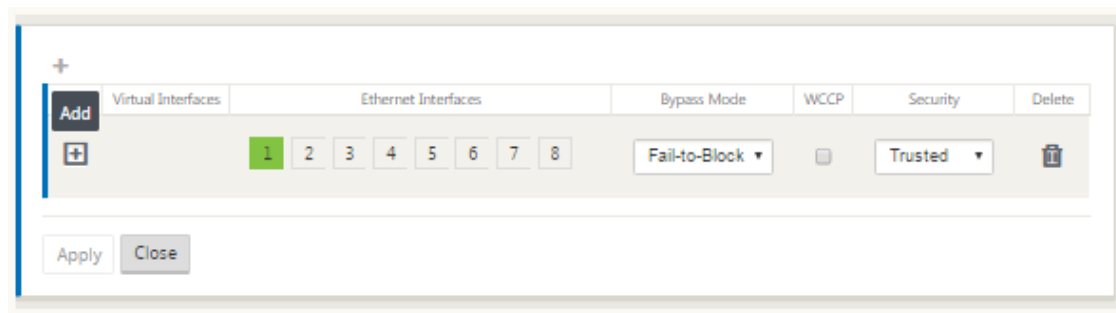 +
Add Virtual Interfaces Ethernet Interfaces Bypass Mode WCCP Security Delete
+ 1 2 3 4 5 6 7 8 Fail-to-Block Trusted
Apply Close